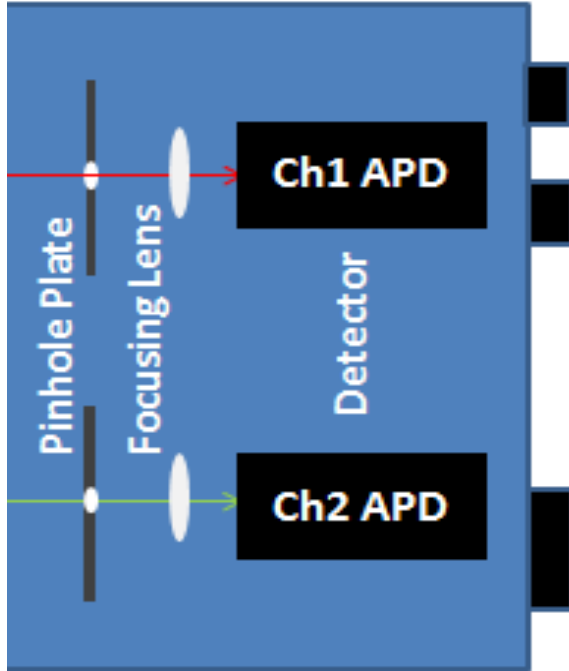 Ch1 APD
Pinhole Plate
Focusing Lens
Detector
Ch2 APD